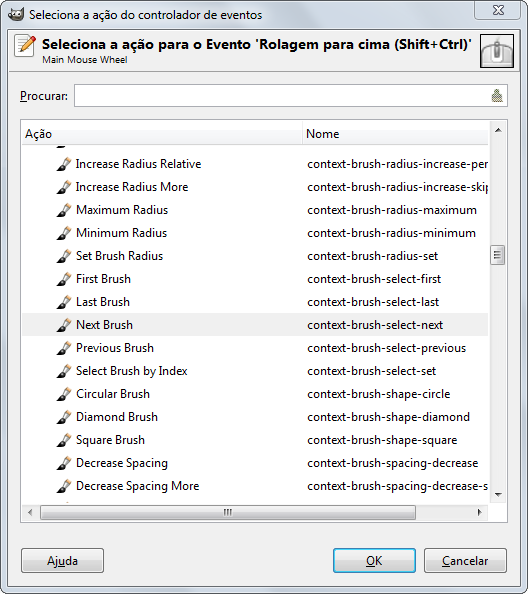 Seleciona a ação do controlador de eventos
Seleciona a ação para o Evento 'Rolagem para cima (Shift+Ctrl)'
Main Mouse Wheel
Procurar:
Ação Nome
Increase Radius Relative context-brush-radius-increase-per
Increase Radius More context-brush-radius-increase-skip
Maximum Radius context-brush-radius-maximum
Minimum Radius context-brush-radius-minimum
Set Brush Radius context-brush-radius-set
First Brush context-brush-select-first
Last Brush context-brush-select-last
Next Brush context-brush-select-next
Previous Brush context-brush-select-previous
Select Brush by Index context-brush-select-set
Circular Brush context-brush-shape-circle
Diamond Brush context-brush-shape-diamond
Square Brush context-brush-shape-square
Decrease Spacing context-brush-spacing-decrease
Decrease Spacing More context-brush-spacing-decrease-s
Ajuda OK Cancelar